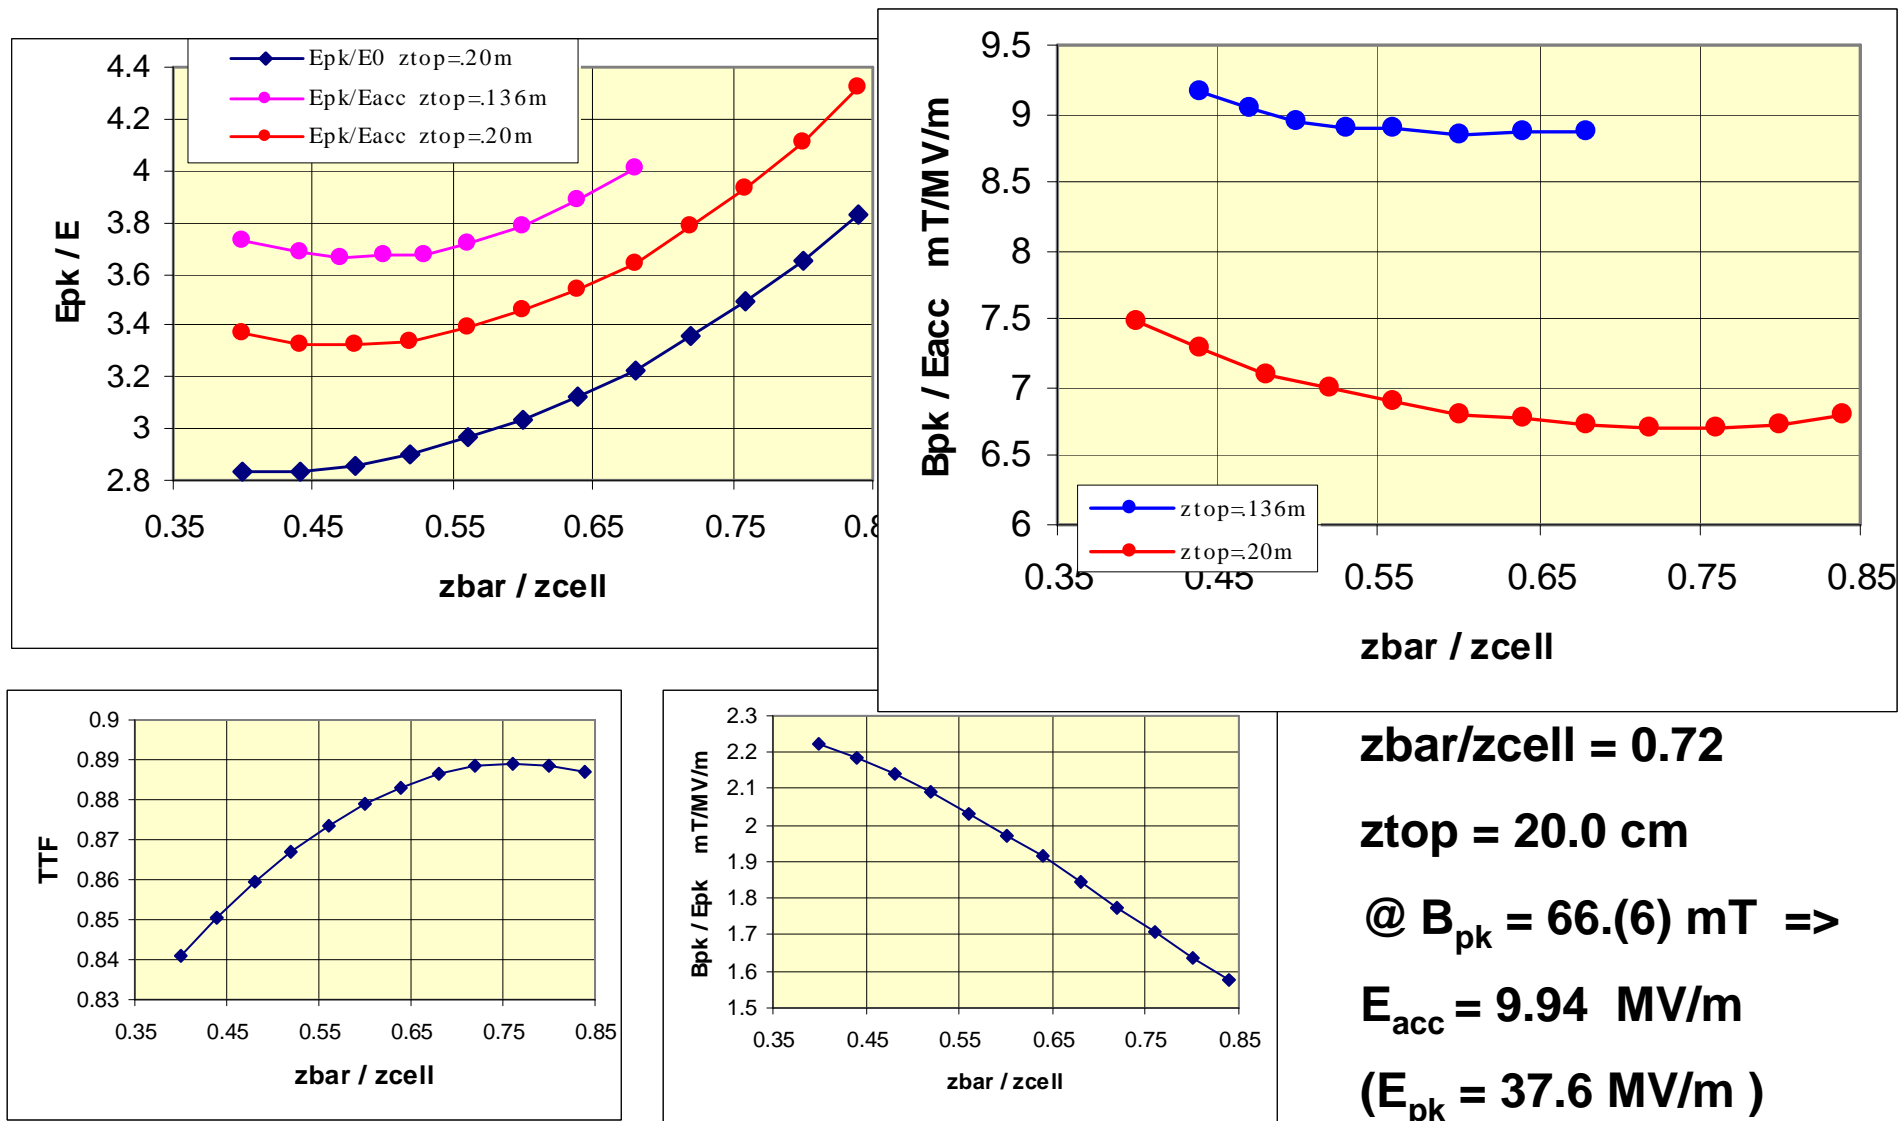 Epk/E0 ztop=.20m
Epk/Eacc ztop=.136m
Epk/Eacc ztop=.20m
4.4
4.2
4
3.8
3.6
3.4
3.2
3
2.8
Epk / E
0.35 0.45 0.55 0.65 0.75 0.8
zbar / zcell
9.5
9
8.5
8
7.5
7
6.5
6
Bpk / Eacc mT/MV/m
ztop=.136m
ztop=.20m
0.35 0.45 0.55 0.65 0.75 0.85
zbar / zcell
0.9
0.89
0.88
0.87
0.86
0.85
0.84
0.83
TTF
0.35 0.45 0.55 0.65 0.75 0.85
zbar / zcell
2.3
2.2
2.1
2
1.9
1.8
1.7
1.6
1.5
Bpk / Epk mT/MV/m
0.35 0.45 0.55 0.65 0.75 0.85
zbar / zcell
zbar/zcell = 0.72
ztop = 20.0 cm
@ Bpk = 66.(6) mT =>
Eacc = 9.94 MV/m
(Epk = 37.6 MV/m )